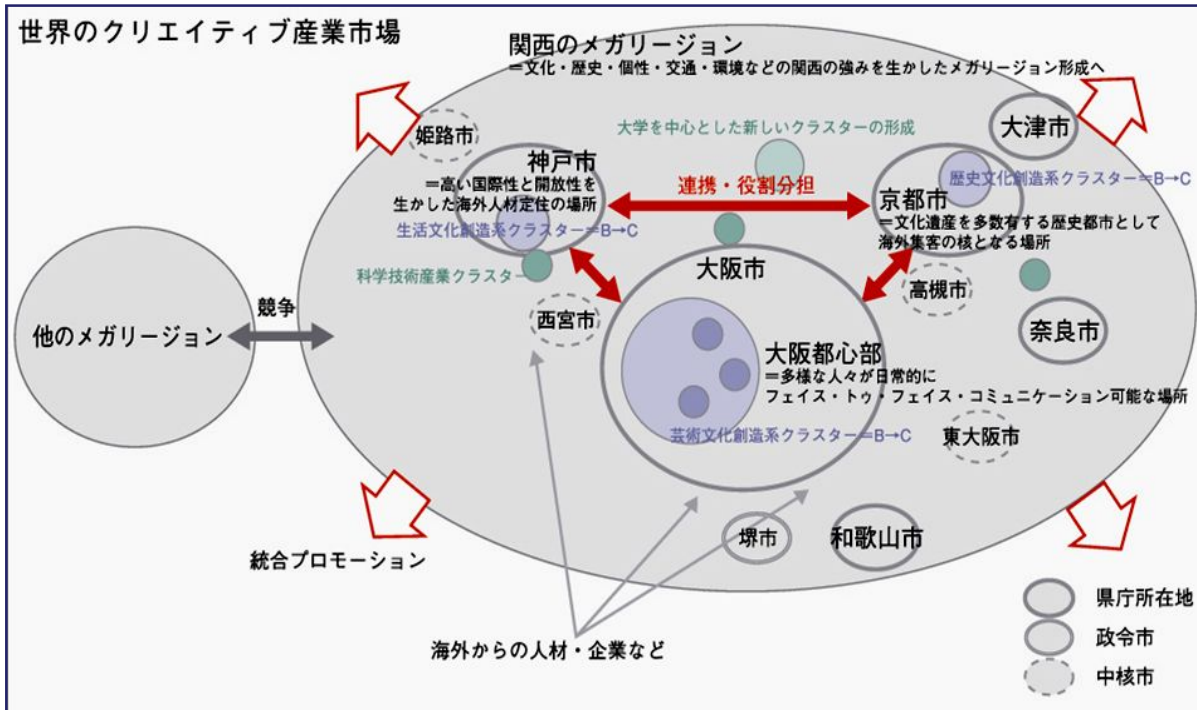 世界のクリエイティブ産業市場
関西のメガリージョン
＝文化・歴史・個性・交通・環境などの関西の強みを生かしたメガリージョン形成へ
姫路市
大学を中心とした新しいクラスターの形成
大津市
神戸市
＝高い国際性と開放性を
生かした海外人材定住の場所
生活文化創造系クラスター＝B→C
連携・役割分担
歴史文化創造系クラスター＝B→C
京都市
＝文化遺産を多数有する歴史都市として
海外集客の核となる場所
科学技術産業クラスター
大阪市
高槻市
西宮市
奈良市
競争
他のメガリージョン
大阪都心部
＝多様な人々が日常的に
フェイス・トゥ・フェイス・コミュニケーション可能な場所
芸術文化創造系クラスター＝B→C
東大阪市
堺市
和歌山市
統合プロモーション
海外からの人材・企業など
県庁所在地
政令市
中核市